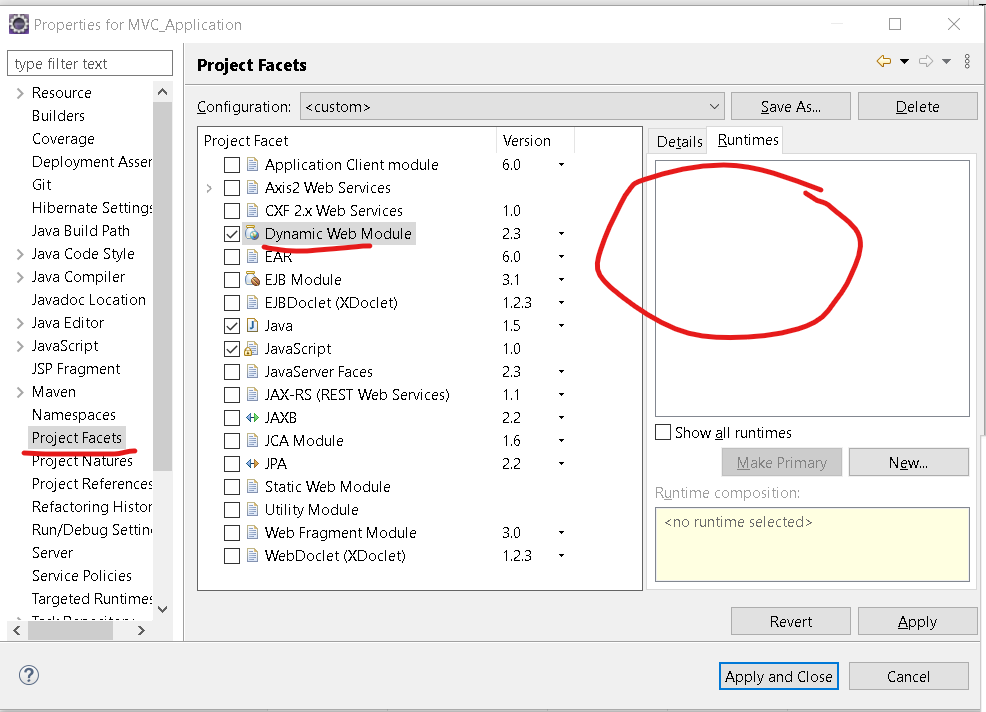 Properties for MVC_Application
type filter text
Resource
Builders
Coverage
Deployment Asser
Git
Hibernate Settings
Java Build Path
Java Code Style
Java Compiler
Javadoc Location
Java Editor
JavaScript
JSP Fragment
Maven
Namespaces
Project Facets
Project Natures
Project References
Refactoring Histor
Run/Debug Settin
Server
Service Policies
Targeted Runtimes
Project Facets
Configuration: <custom> Save As... Delete
Project Facet Version
Application Client module 6.0
Axis2 Web Services
CXF 2.x Web Services 1.0
Dynamic Web Module 2.3
EAR 6.0
EJB Module 3.1
EJBDoclet (XDoclet) 1.2.3
Java 1.5
JavaScript 1.0
JavaServer Faces 2.3
JAX-RS (REST Web Services) 1.1
JAXB 2.2
JCA Module 1.6
JPA 2.2
Static Web Module
Utility Module
Web Fragment Module 3.0
WebDoclet (XDoclet) 1.2.3
Details Runtimes
Show all runtimes
Make Primary New...
Runtime composition:
<no runtime selected>
Revert Apply
Apply and Close Cancel